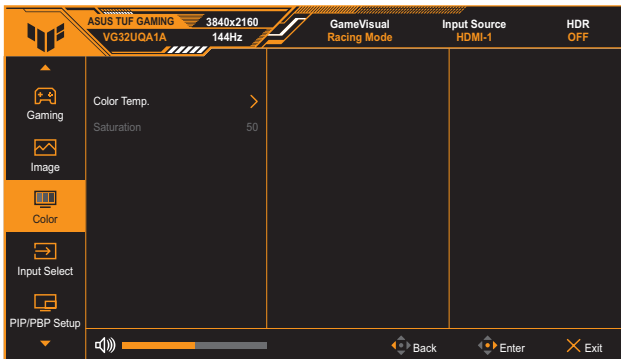 ASUS TUF GAMING 3840x2160 GameVisual Input Source HDR
VG32UQA1A 144Hz Racing Mode HDMI-1 OFF
Gaming
Color Temp.
Saturation 50
Image
Color
Input Select
PIP/PBP Setup
Back Enter Exit